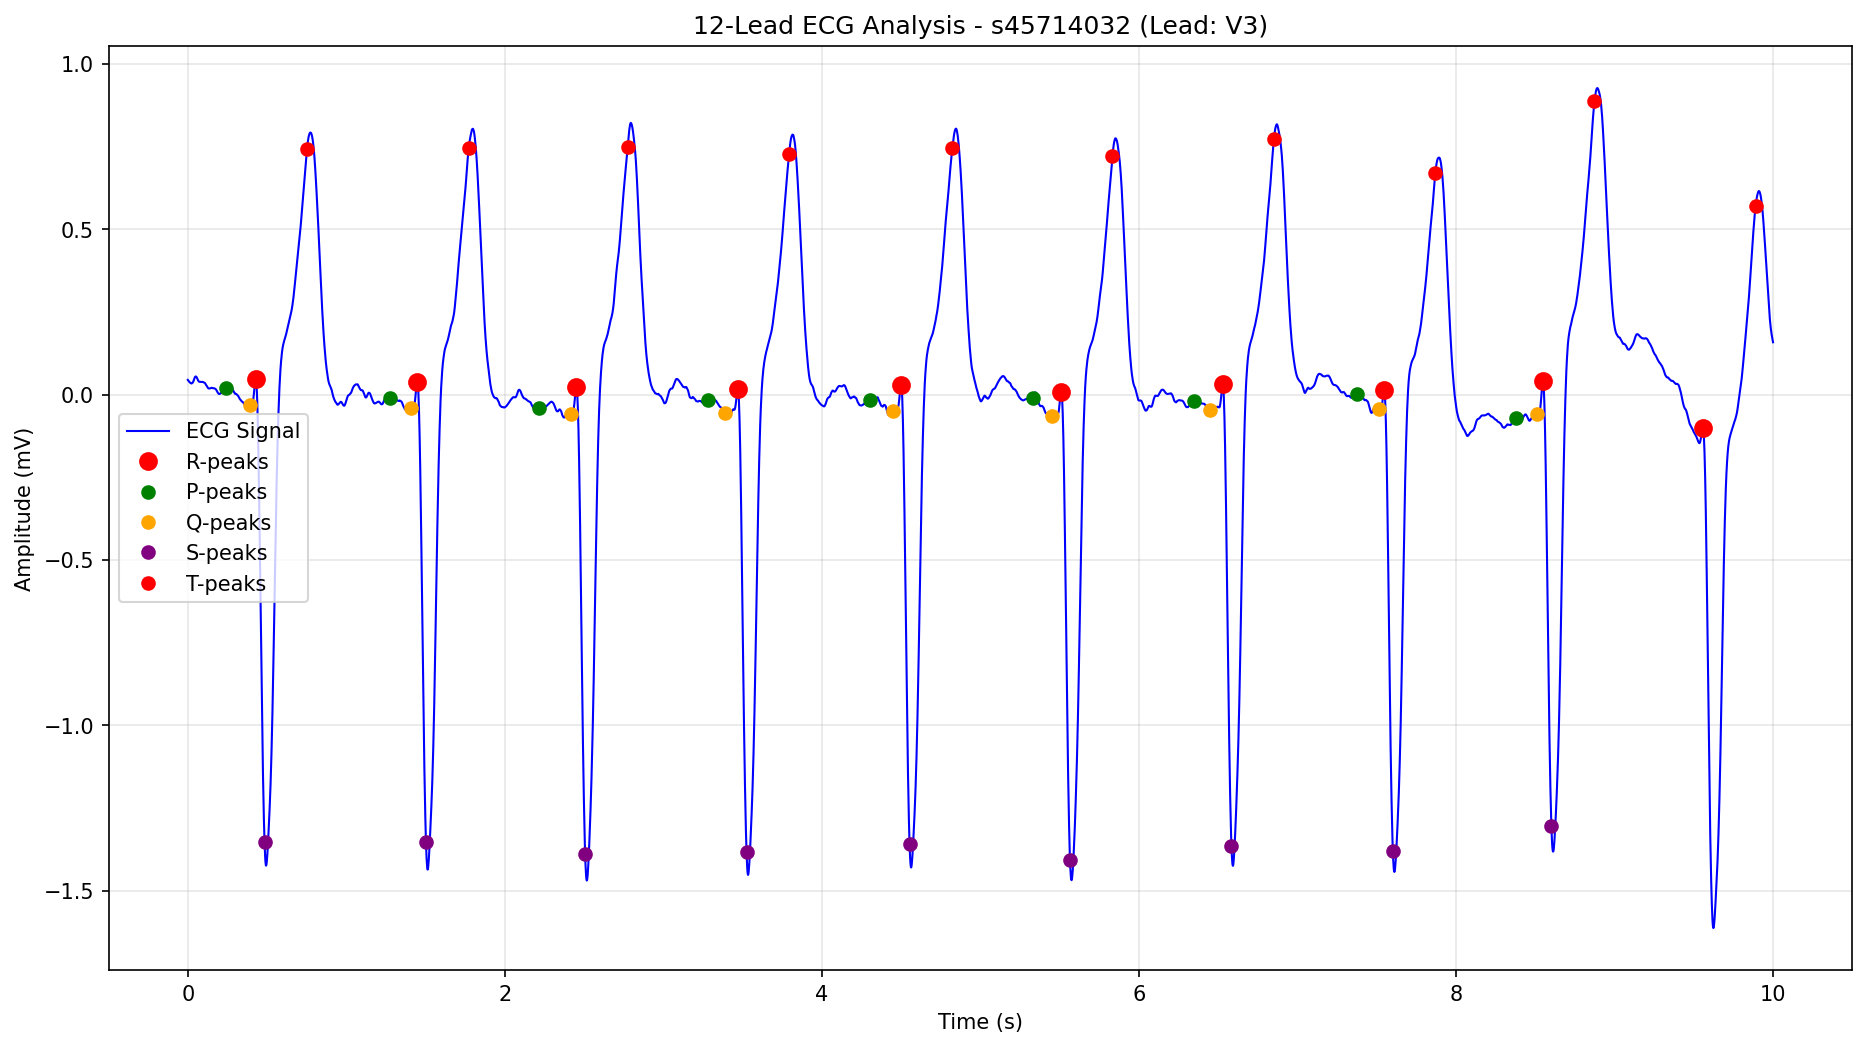 12-Lead ECG Analysis - s45714032 (Lead: V3)
1.0
0.5
0.0
−0.5
−1.0
−1.5
Amplitude (mV)
ECG Signal
R-peaks
P-peaks
Q-peaks
S-peaks
T-peaks
0 2 4 6 8 10
Time (s)